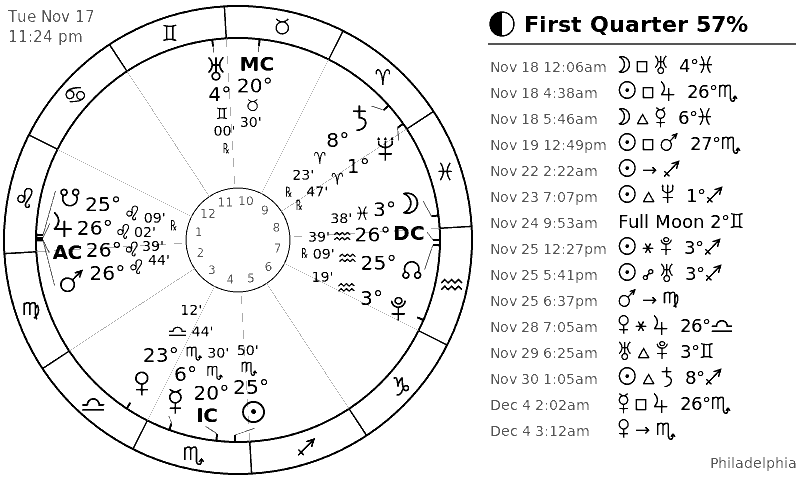 Tue Nov 17
11:24 pm
♊
♉
♈
♓
♒
♑
♐
♏
♎
♍
♌
♋
♅ 4° ♊ 00' ℞
MC 20° ♉ 30'
♄ 8° ♈ 23' ℞
♆ 1° ♈ 47' ℞
☽ 3° ♓ 38'
DC 26° ♒ 39'
☊ 25° ♒ 09' ℞
⯓ 3° ♒ 19'
☋ 25° ♌ 09' ℞
♃ 26° ♌ 02'
AC 26° ♌ 39'
♂ 26° ♌ 44'
♀ 23° ♎ 12'
☿ 6° ♏ 44'
IC 20° ♏ 30'
☉ 25° ♏ 50'
1
2
3
4
5
6
7
8
9
10
11
12
First Quarter 57%
Nov 18 12:06am ☽ □ ♅ 4°♓
Nov 18 4:38am ☉ □ ♃ 26°♏
Nov 18 5:46am ☽ △ ☿ 6°♓
Nov 19 12:49pm ☉ □ ♂ 27°♏
Nov 22 2:22am ☉ → ♐
Nov 23 7:07pm ☉ △ ♆ 1°♐
Nov 24 9:53am Full Moon 2°♊
Nov 25 12:27pm ☉ ⚹ ⯓ 3°♐
Nov 25 5:41pm ☉ ☍ ♅ 3°♐
Nov 25 6:37pm ♂ → ♍
Nov 28 7:05am ♀ ⚹ ♃ 26°♎
Nov 29 6:25am ♅ △ ⯓ 3°♊
Nov 30 1:05am ☉ △ ♄ 8°♐
Dec 4 2:02am ☿ □ ♃ 26°♏
Dec 4 3:12am ♀ → ♏
Philadelphia